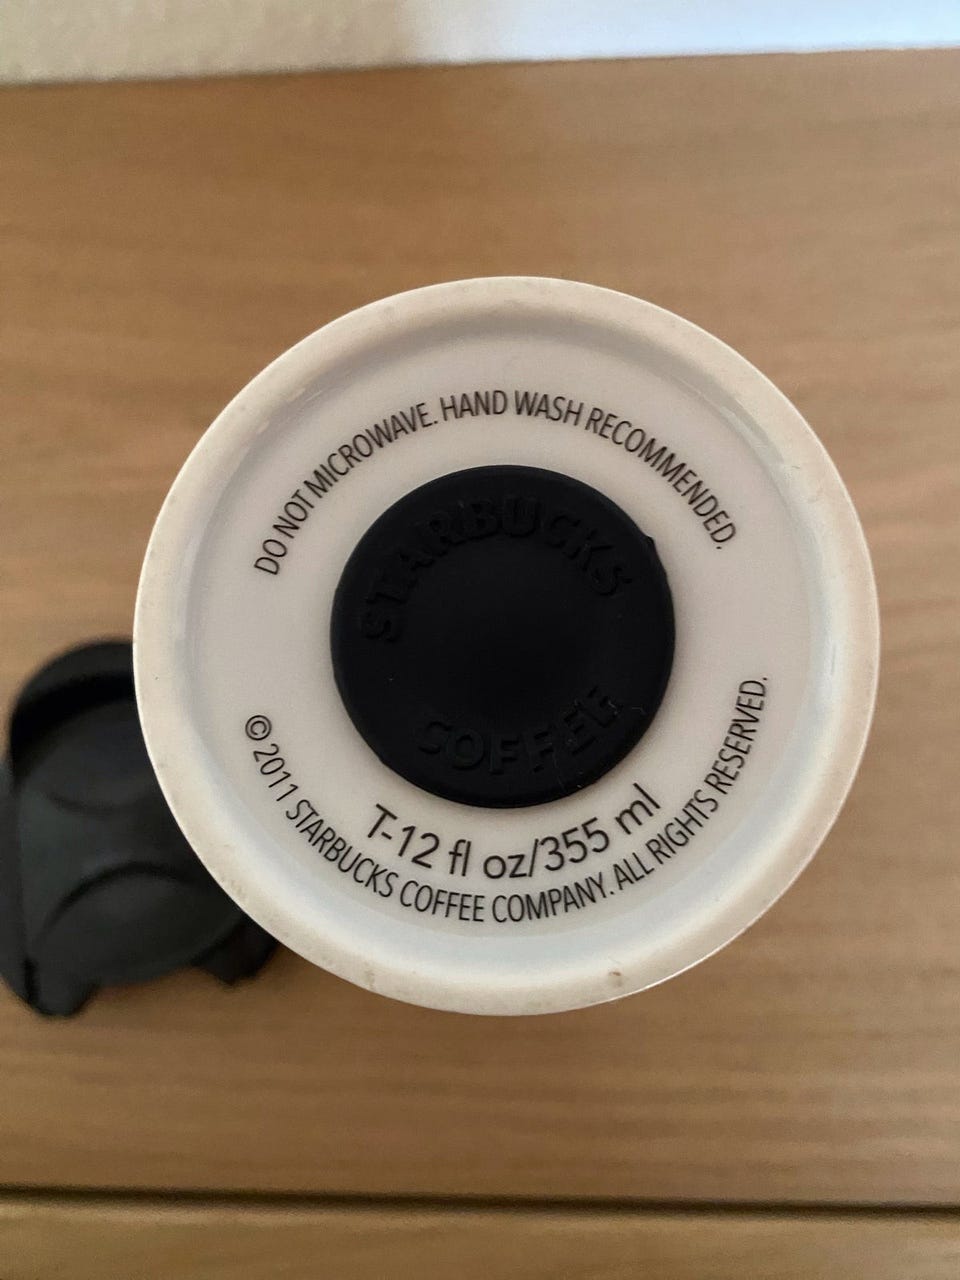 DO NOT MICROWAVE. HAND WASH RECOMMENDED.
STARBUCKS
COFFEE
T-12 fl oz/355 ml
©2011 STARBUCKS COFFEE COMPANY. ALL RIGHTS RESERVED.